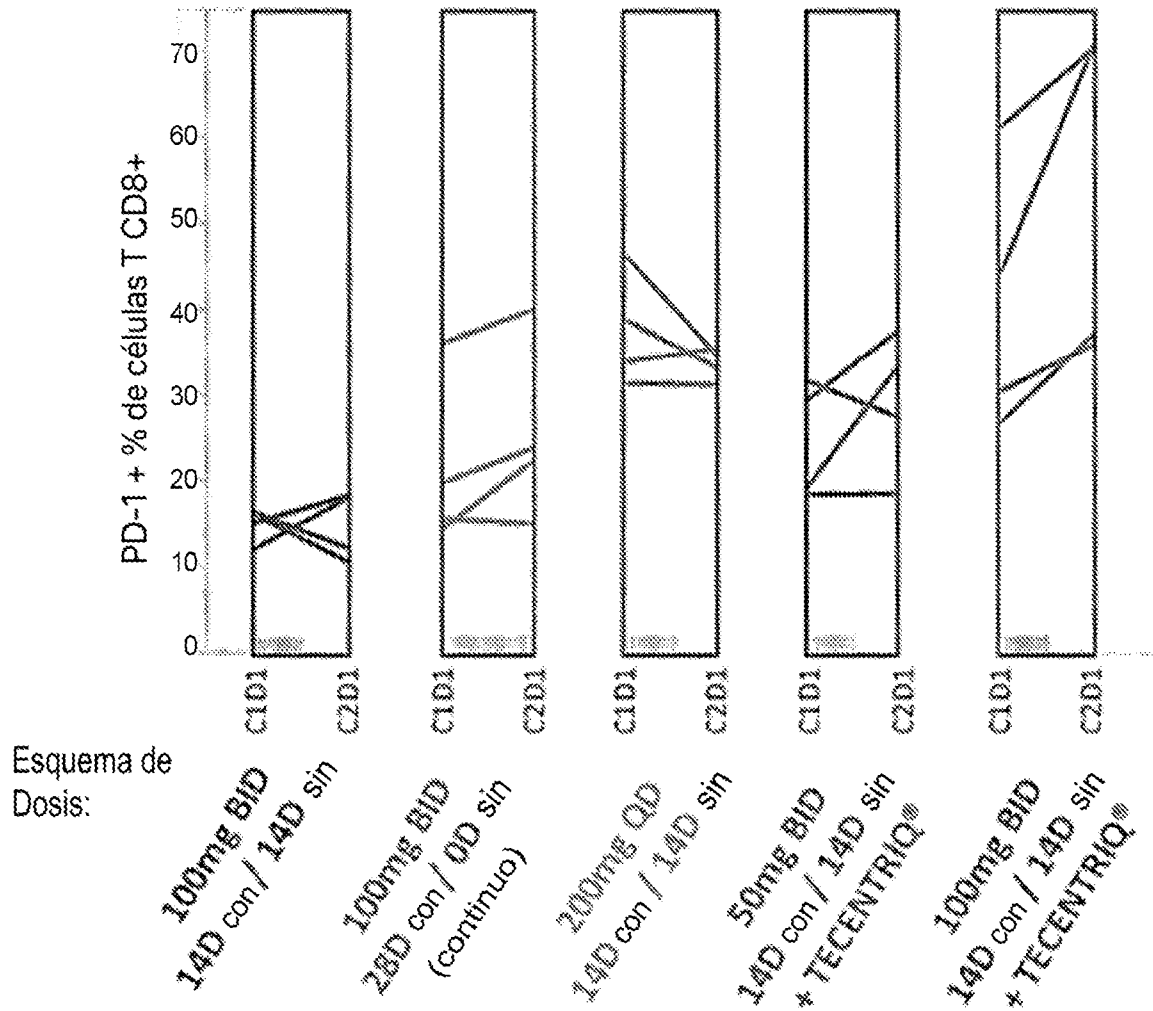 PD-1 + % de células T CD8+
70
60
50
40
30
20
10
0
C1D1
C2D1
C1D1
C2D1
C1D1
C2D1
C1D1
C2D1
C1D1
C2D1
Esquema de
Dosis:
100mg BID
14D con / 14D sin
100mg BID
28D con / 0D sin
(continuo)
200mg QD
14D con / 14D sin
50mg BID
14D con / 14D sin
+ TECENTRIQ®
100mg BID
14D con / 14D sin
+ TECENTRIQ®